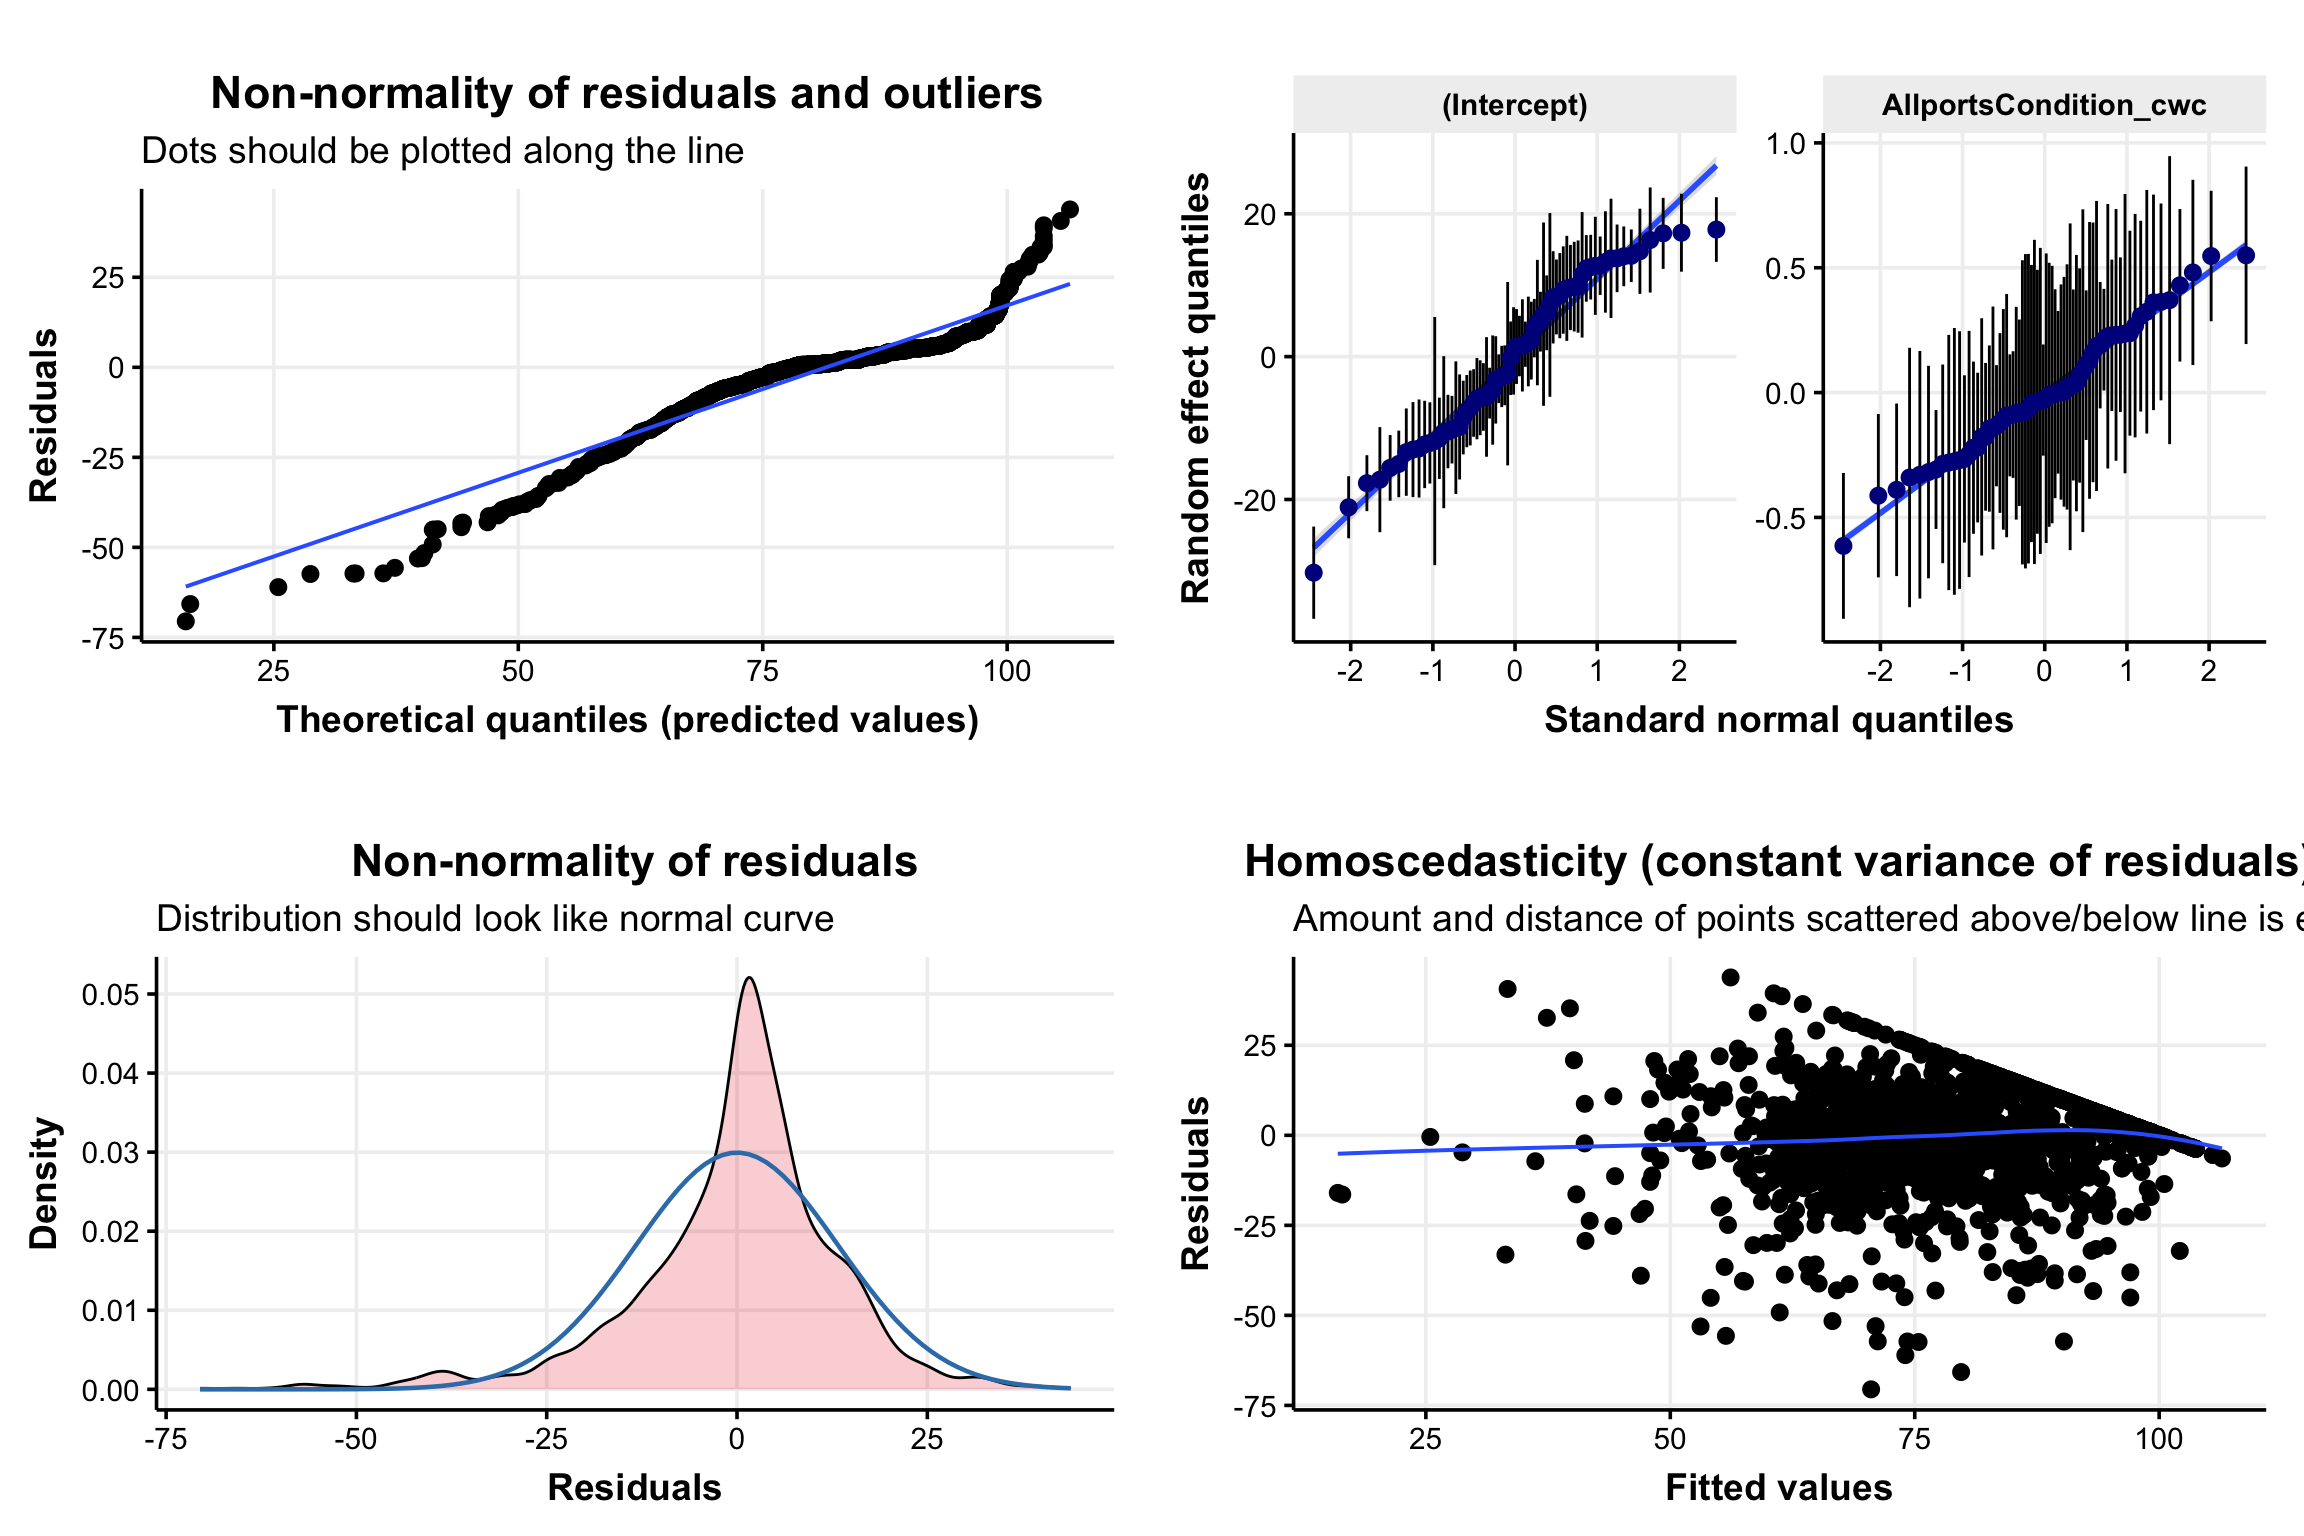 Non-normality of residuals and outliers
Dots should be plotted along the line
Residuals
25
0
-25
-50
-75
25 50 75 100
Theoretical quantiles (predicted values)
(Intercept)
AllportsCondition_cwc
Random effect quantiles
20
0
-20
-2 -1 0 1 2
1.0
0.5
0.0
-0.5
-2 -1 0 1 2
Standard normal quantiles
Non-normality of residuals
Distribution should look like normal curve
Density
0.05
0.04
0.03
0.02
0.01
0.00
-75 -50 -25 0 25
Residuals
Homoscedasticity (constant variance of residuals)
Amount and distance of points scattered above/below line is
Residuals
25
0
-25
-50
-75
25 50 75 100
Fitted values